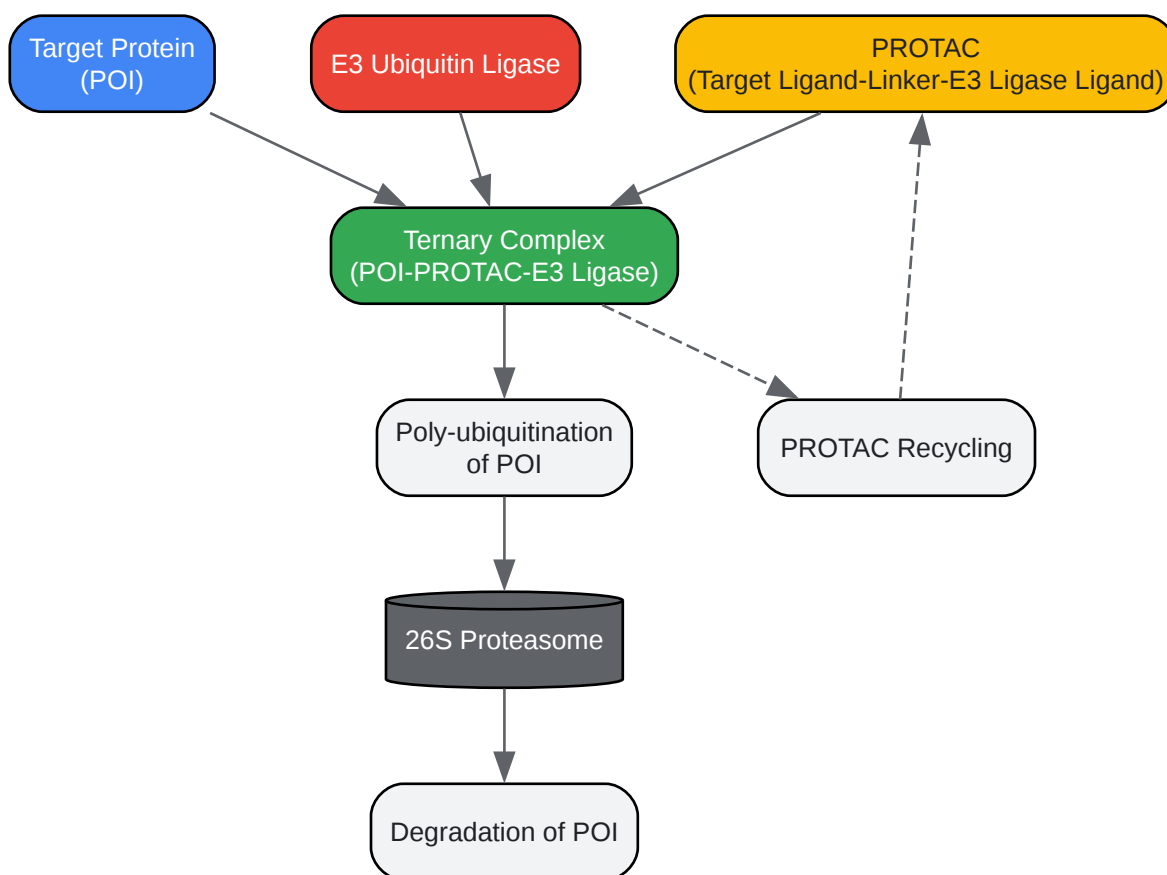 Target Protein
(POI)
E3 Ubiquitin Ligase
PROTAC
(Target Ligand-Linker-E3 Ligase Ligand)
Ternary Complex
(POI-PROTAC-E3 Ligase)
Poly-ubiquitination
of POI
PROTAC Recycling
26S Proteasome
Degradation of POI